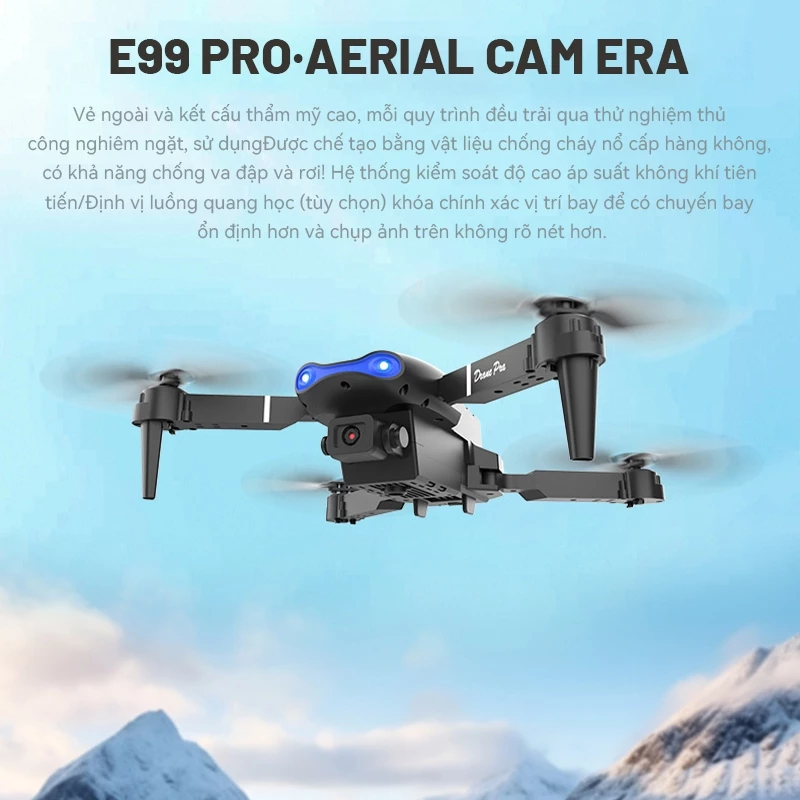 E99 PRO·AERIAL CAM ERA
Vẻ ngoài và kết cấu thẩm mỹ cao, mỗi quy trình đều trải qua thử nghiệm thủ
công nghiêm ngặt, sử dụngĐược chế tạo bằng vật liệu chống cháy nổ cấp hàng không,
có khả năng chống va đập và rơi! Hệ thống kiểm soát độ cao áp suất không khí tiên
tiến/Định vị luồng quang học (tùy chọn) khóa chính xác vị trí bay để có chuyến bay
ổn định hơn và chụp ảnh trên không rõ nét hơn.
Drone Pro